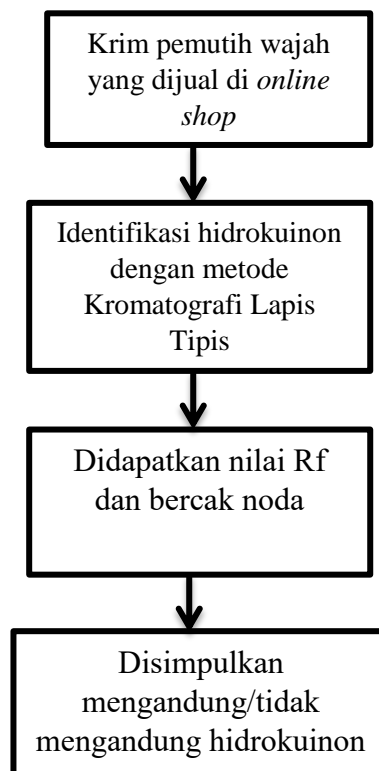 Krim pemutih wajah
yang dijual di online
shop
Identifikasi hidrokuinon
dengan metode
Kromatografi Lapis
Tipis
Didapatkan nilai Rf
dan bercak noda
Disimpulkan
mengandung/tidak
mengandung hidrokuinon